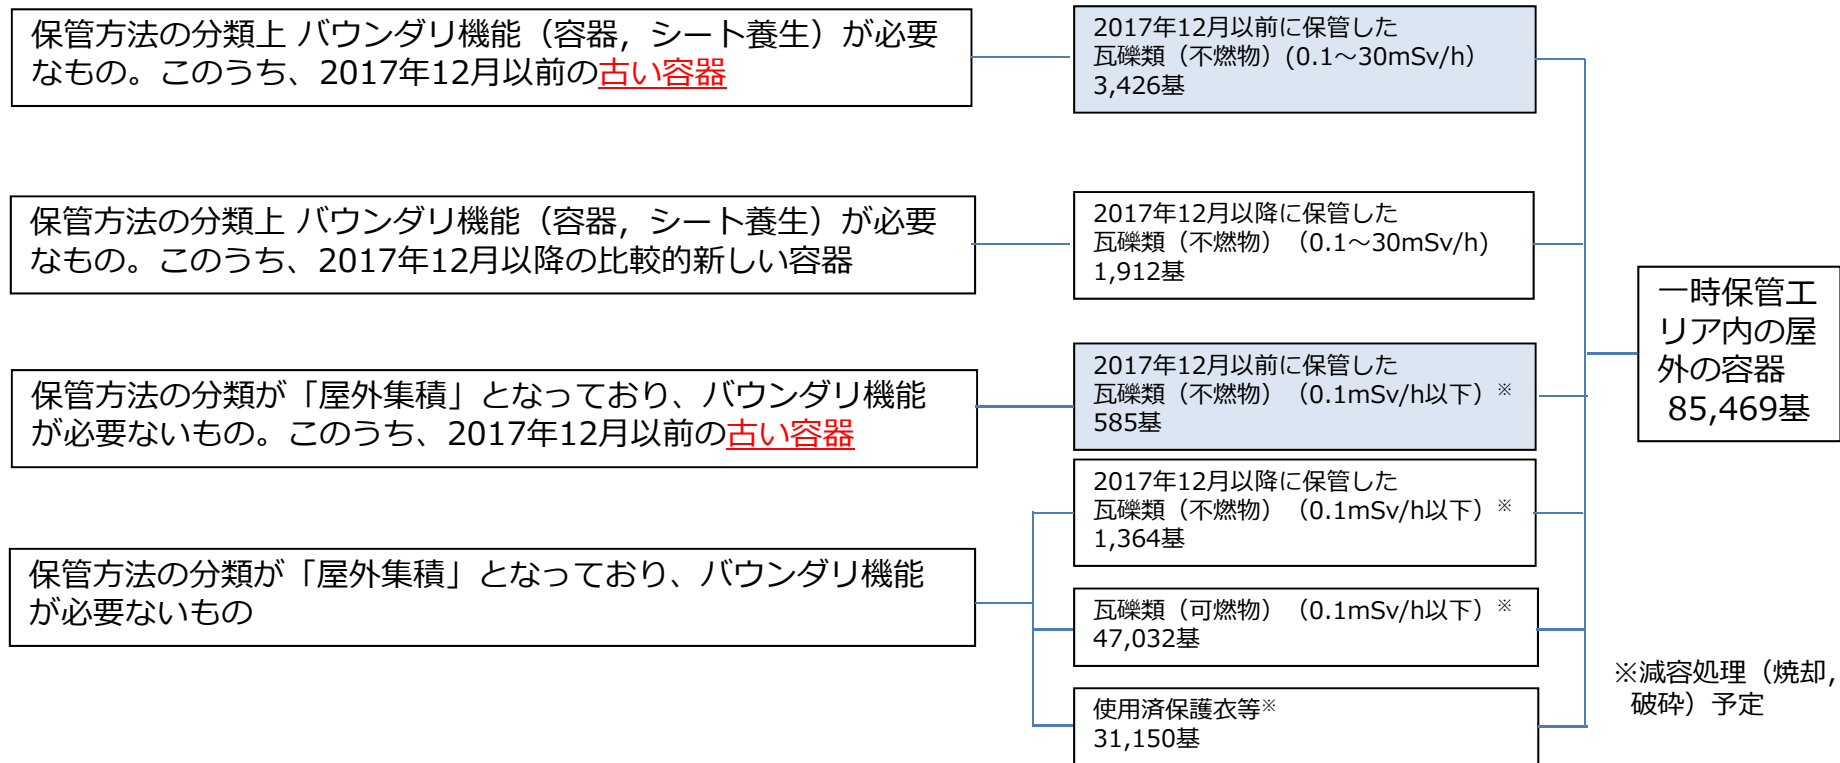 保管方法の分類上 バウンダリ機能（容器，シート養生）が必要
なもの。このうち、2017年12月以前の古い容器
2017年12月以前に保管した
瓦礫類（不燃物）(0.1～30mSv/h）
3,426基
保管方法の分類上 バウンダリ機能（容器，シート養生）が必要
なもの。このうち、2017年12月以降の比較的新しい容器
2017年12月以降に保管した
瓦礫類（不燃物）（0.1～30mSv/h)
1,912基
保管方法の分類が「屋外集積」となっており、バウンダリ機能
が必要ないもの。このうち、2017年12月以前の古い容器
2017年12月以前に保管した
瓦礫類（不燃物）（0.1mSv/h以下）※
585基
保管方法の分類が「屋外集積」となっており、バウンダリ機能
が必要ないもの
2017年12月以降に保管した
瓦礫類（不燃物）（0.1mSv/h以下）※
1,364基
瓦礫類（可燃物）（0.1mSv/h以下）※
47,032基
使用済保護衣等※
31,150基
一時保管エ
リア内の屋
外の容器
85,469基
※減容処理（焼却，
破砕）予定